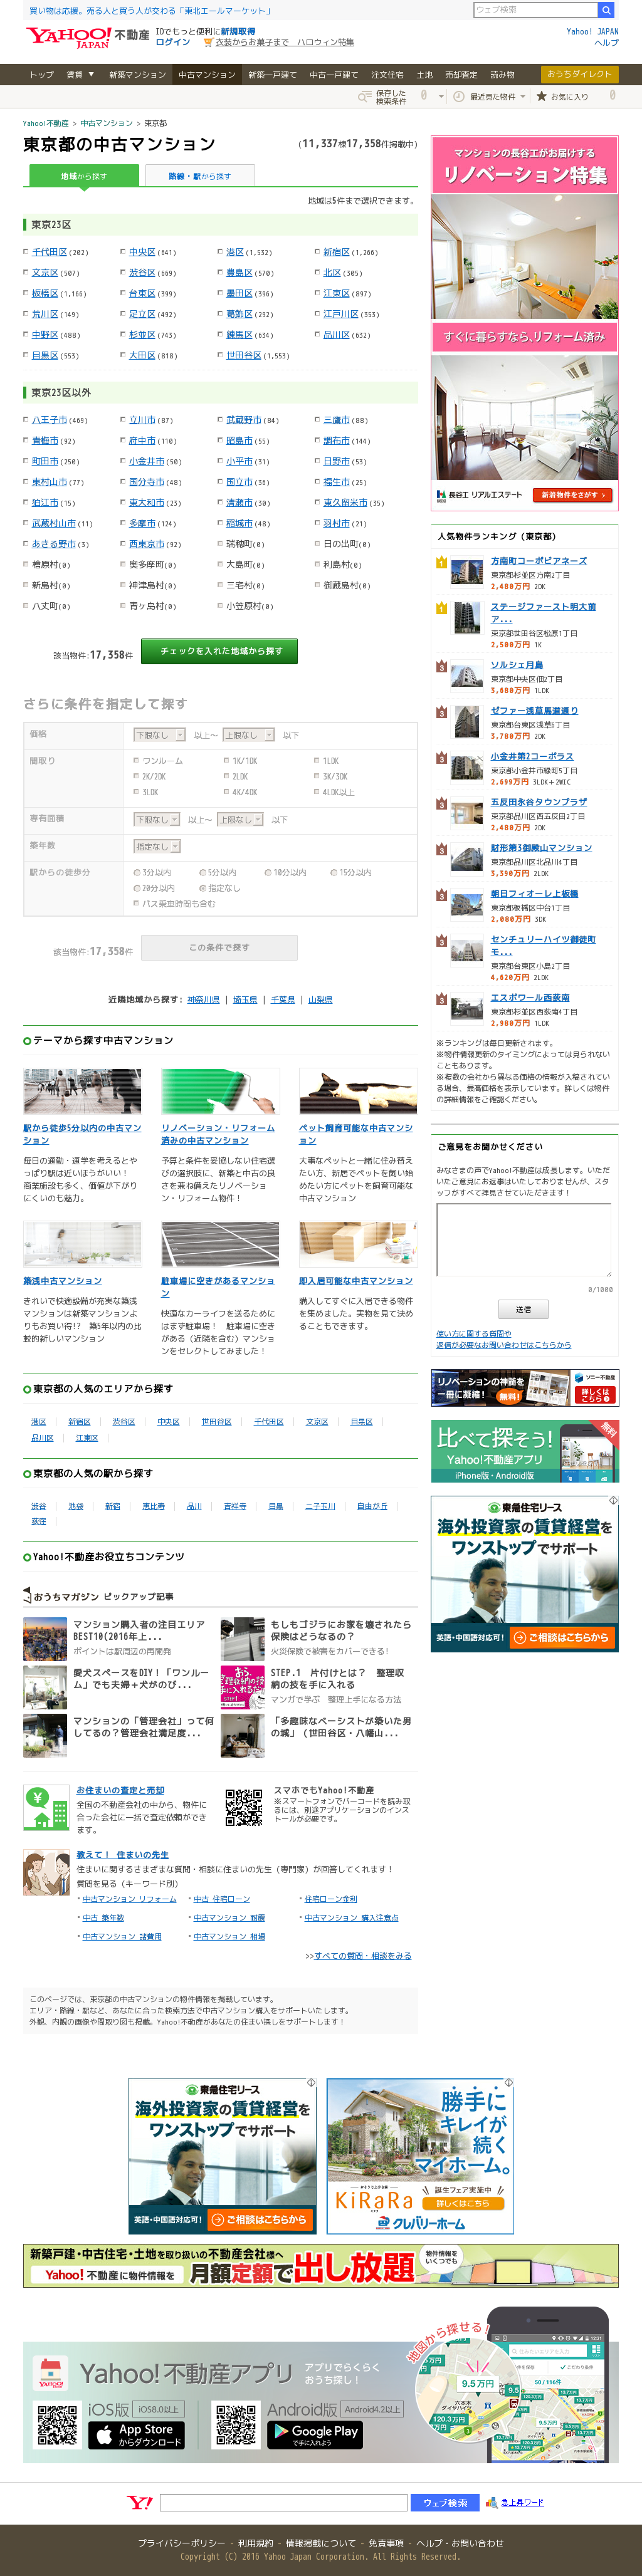 買い物は応援。売る人と買う人が交わる「東北エールマーケット」
ウェブ検索
YAHOO!不動産 JAPAN
IDでもっと便利に新規取得
ログイン
衣装からお菓子まで ハロウィン特集
Yahoo! JAPAN
ヘルプ
トップ 賃貸 ▼ 新築マンション 中古マンション 新築一戸建て 中古一戸建て 注文住宅 土地 売却査定 読み物 おうちダイレクト
保存した検索条件 0 最近見た物件 お気に入り 0
Yahoo!不動産 > 中古マンション > 東京都
東京都の中古マンション
(11,337棟17,358件掲載中)
地域から探す 路線・駅から探す
地域は5件まで選択できます。
東京23区
千代田区(202) 中央区(641) 港区(1,532) 新宿区(1,266)
文京区(507) 渋谷区(669) 豊島区(570) 北区(305)
板橋区(1,166) 台東区(399) 墨田区(396) 江東区(897)
荒川区(149) 足立区(492) 葛飾区(292) 江戸川区(353)
中野区(488) 杉並区(743) 練馬区(634) 品川区(632)
目黒区(553) 大田区(818) 世田谷区(1,553)
東京23区以外
八王子市(469) 立川市(87) 武蔵野市(84) 三鷹市(88)
青梅市(92) 府中市(110) 昭島市(55) 調布市(144)
町田市(250) 小金井市(50) 小平市(31) 日野市(53)
東村山市(77) 国分寺市(48) 国立市(36) 福生市(25)
狛江市(15) 東大和市(23) 清瀬市(30) 東久留米市(35)
武蔵村山市(11) 多摩市(124) 稲城市(48) 羽村市(21)
あきる野市(3) 西東京市(92) 瑞穂町(0) 日の出町(0)
檜原村(0) 奥多摩町(0) 大島町(0) 利島村(0)
新島村(0) 神津島村(0) 三宅村(0) 御蔵島村(0)
八丈町(0) 青ヶ島村(0) 小笠原村(0)
該当物件:17,358件 チェックを入れた地域から探す
さらに条件を指定して探す
価格 下限なし 以上～ 上限なし 以下
間取り ワンルーム 1K/1DK 1LDK
2K/2DK 2LDK 3K/3DK
3LDK 4K/4DK 4LDK以上
専有面積 下限なし 以上～ 上限なし 以下
築年数 指定なし
駅からの徒歩分 3分以内 5分以内 10分以内 15分以内
20分以内 指定なし
バス乗車時間も含む
該当物件:17,358件 この条件で探す
近隣地域から探す: 神奈川県 | 埼玉県 | 千葉県 | 山梨県
テーマから探す中古マンション
駅から徒歩5分以内の中古マンション
毎日の通勤・通学を考えるとやっぱり駅は近いほうがいい! 商業施設も多く、価値が下がりにくいのも魅力。
リノベーション・リフォーム済みの中古マンション
予算と条件を妥協しない住宅選びの選択肢に、新築と中古の良さを兼ね備えたリノベーション・リフォーム物件!
ペット飼育可能な中古マンション
大事なペットと一緒に住み替えたい方、新居でペットを飼い始めたい方にペットを飼育可能な中古マンション
築浅中古マンション
きれいで快適設備が充実な築浅マンションは新築マンションよりもお買い得!? 築5年以内の比較的新しいマンション
駐車場に空きがあるマンション
快適なカーライフを送るためにはまず駐車場! 駐車場に空きがある(近隣を含む)マンションをセレクトしてみました!
即入居可能な中古マンション
購入してすぐに入居できる物件を集めました。実物を見て決めることもできます。
東京都の人気のエリアから探す
港区 新宿区 渋谷区 中央区 世田谷区 千代田区 文京区 目黒区
品川区 江東区
東京都の人気の駅から探す
渋谷 池袋 新宿 恵比寿 品川 吉祥寺 目黒 二子玉川 自由が丘
荻窪
Yahoo!不動産お役立ちコンテンツ
おうちマガジン ピックアップ記事
マンション購入者の注目エリアBEST10(2016年上...
ポイントは駅周辺の再開発
もしもゴジラにお家を壊されたら 保険はどうなるの?
火災保険で被害をカバーできる!
愛犬スペースをDIY!「ワンルーム」でも夫婦+犬がのび...
STEP.1 片付けとは? 整理収納の技を手に入れる
マンガで学ぶ 整理上手になる方法
マンションの「管理会社」って何してるの?管理会社満足度...
「多趣味なベーシストが築いた男の城」(世田谷区・八幡山...
お住まいの査定と売却
全国の不動産会社の中から、物件に合った会社に一括で査定依頼ができます。
スマホでもYahoo!不動産
※スマートフォンでバーコードを読み取るには、別途アプリケーションのインストールが必要です。
教えて! 住まいの先生
住まいに関するさまざまな質問・相談に住まいの先生(専門家)が回答してくれます!
質問を見る(キーワード別)
中古マンション リフォーム 中古 住宅ローン 住宅ローン金利
中古 築年数 中古マンション 耐震 中古マンション 購入注意点
中古マンション 諸費用 中古マンション 相場
>>すべての質問・相談をみる
このページでは、東京都の中古マンションの物件情報を掲載しています。
エリア・路線・駅など、あなたに合った検索方法で中古マンション購入をサポートいたします。
外観、内観の画像や間取り図も掲載。Yahoo!不動産があなたの住まい探しをサポートします!
マンションの長谷工がお届けする
リノベーション特集
すぐに暮らすなら、リフォーム済み
長谷工 リアルエステート 新着物件をさがす
人気物件ランキング(東京都)
1 方南町コーポビアネーズ
東京都杉並区方南2丁目
2,480万円 2DK
1 ステージファースト明大前ア...
東京都世田谷区松原1丁目
2,500万円 1K
3 ソルシェ月島
東京都中央区佃2丁目
3,680万円 1LDK
3 ゼファー浅草馬道通り
東京都台東区浅草6丁目
3,780万円 2DK
3 小金井第2コーポラス
東京都小金井市緑町5丁目
2,699万円 3LDK+2WIC
3 五反田永谷タウンプラザ
東京都品川区西五反田2丁目
2,480万円 2DK
3 財形第3御殿山マンション
東京都品川区北品川4丁目
3,390万円 2LDK
3 朝日フィオーレ上板橋
東京都板橋区中台1丁目
2,080万円 3DK
3 センチュリーハイツ御徒町モ...
東京都台東区小島2丁目
4,620万円 2LDK
3 エスポワール西荻南
東京都杉並区西荻南4丁目
2,980万円 1LDK
※ランキングは毎日更新されます。
※物件情報更新のタイミングによっては見られないこともあります。
※複数の会社から異なる価格の情報が入稿されている場合、最高価格を表示しています。詳しくは物件の詳細情報をご確認ください。
ご意見をお聞かせください
みなさまの声でYahoo!不動産は成長します。いただいたご意見にお返事はいたしておりませんが、スタッフがすべて拝見させていただきます!
0/1000
送信
使い方に関する質問や
返信が必要なお問い合わせはこちらから
リノベーションの神髄を一冊に凝縮! 無料! ソニー不動産 詳しくはこちら
比べて探そう! 無料
Yahoo!不動産アプリ
iPhone版・Android版
東急住宅リース
海外投資家の賃貸経営をワンストップでサポート
英語・中国語対応可! ご相談はこちらから
東急住宅リース
海外投資家の賃貸経営をワンストップでサポート
英語・中国語対応可! ご相談はこちらから
勝手にキレイが続くマイホーム。
KiRaRa 誕生フェア実施中 詳しくはこちら
クレバリーホーム
新築戸建・中古住宅・土地を取り扱いの不動産会社様へ
Yahoo!不動産に物件情報を 月額定額で出し放題
物件情報をいくつでも
地図から探せる!
Yahoo!不動産アプリ アプリでらくらくおうち探し!
iOS版 iOS8.0以上 App Store からダウンロード
Android版 Android4.2以上 Google Play で手に入れよう
9.5万円 120.3万円 ダイヤ/116件
Y! ウェブ検索 急上昇ワード
プライバシーポリシー - 利用規約 - 情報掲載について - 免責事項 - ヘルプ・お問い合わせ
Copyright (C) 2016 Yahoo Japan Corporation. All Rights Reserved.